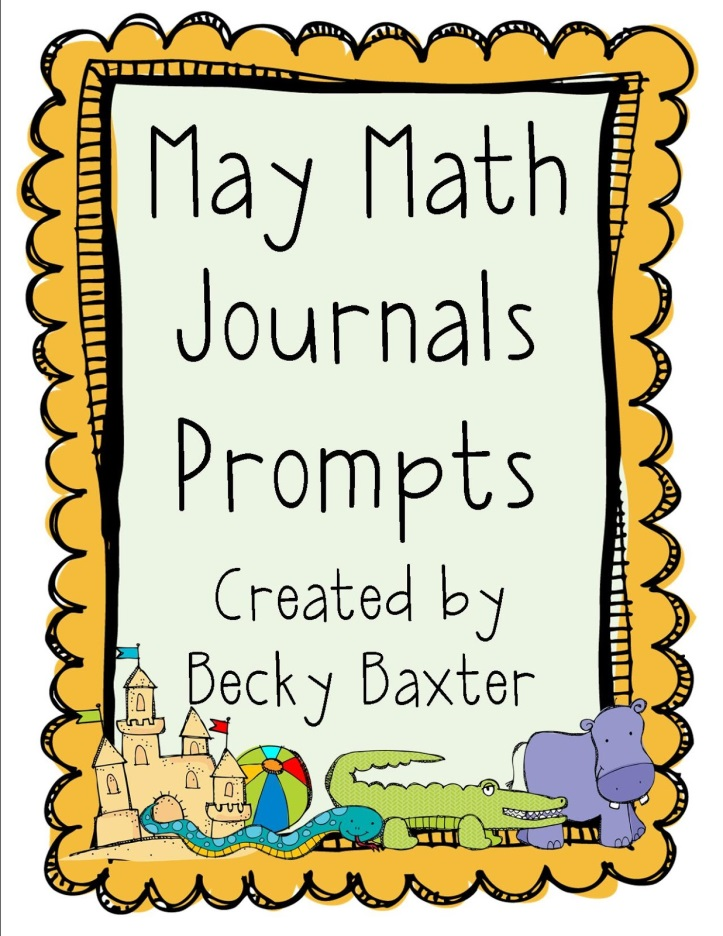 May Math
Journals
Prompts
Created by
Becky Baxter